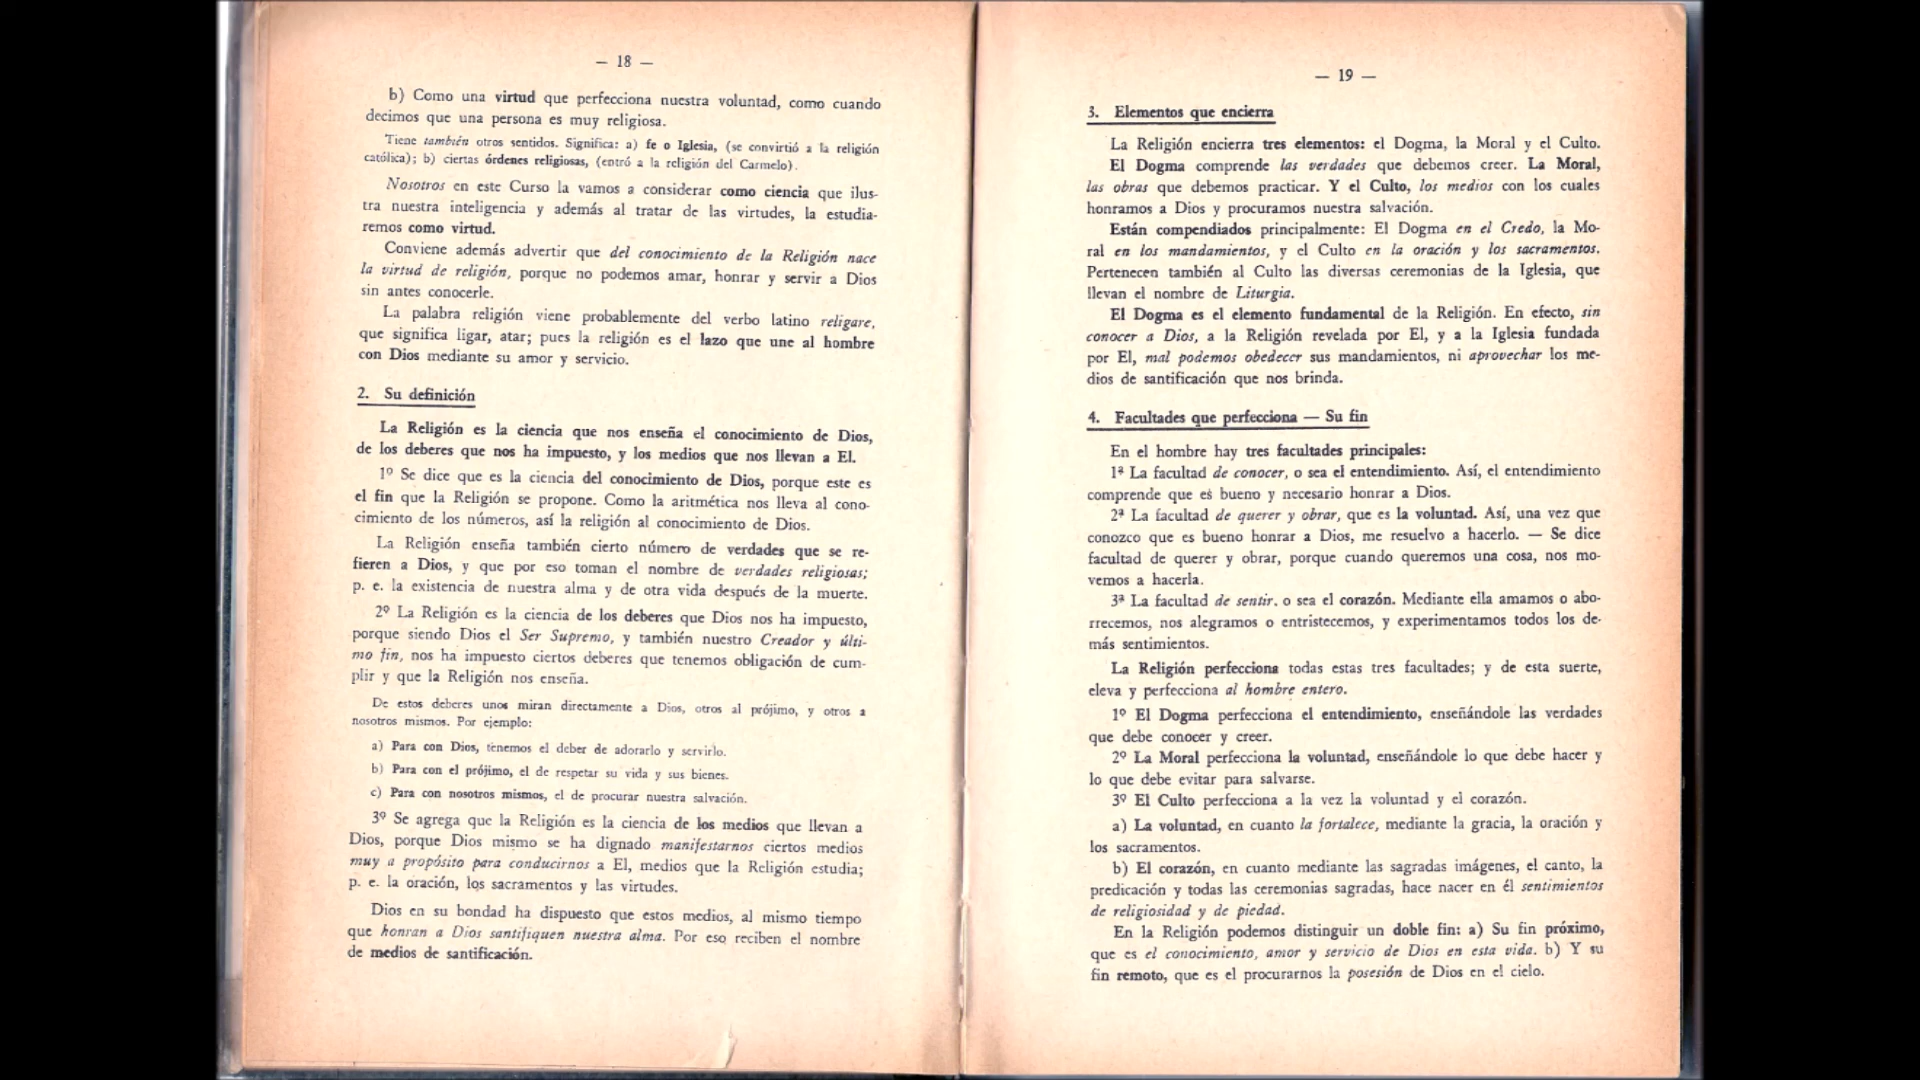 — 18 —
b) Como una virtud que perfecciona nuestra voluntad, como cuando
decimos que una persona es muy religiosa.
Tiene también otros sentidos. Significa: a) fe o Iglesia, (se convirtió a la religión
católica); b) ciertas órdenes religiosas, (entró a la religión del Carmelo).
Nosotros en este Curso la vamos a considerar como ciencia que ilus-
tra nuestra inteligencia y además al tratar de las virtudes, la estudia-
remos como virtud.
Conviene además advertir que del conocimiento de la Religión nace
la virtud de religión, porque no podemos amar, honrar y servir a Dios
sin antes conocerle.
La palabra religión viene probablemente del verbo latino religare,
que significa ligar, atar; pues la religión es el lazo que une al hombre
con Dios mediante su amor y servicio.
2. Su definición
La Religión es la ciencia que nos enseña el conocimiento de Dios,
de los deberes que nos ha impuesto, y los medios que nos llevan a El.
1º Se dice que es la ciencia del conocimiento de Dios, porque este es
el fin que la Religión se propone. Como la aritmética nos lleva al cono-
cimiento de los números, así la religión al conocimiento de Dios.
La Religión enseña también cierto número de verdades que se re-
fieren a Dios, y que por eso toman el nombre de verdades religiosas;
p. e. la existencia de nuestra alma y de otra vida después de la muerte.
2º La Religión es la ciencia de los deberes que Dios nos ha impuesto,
porque siendo Dios el Ser Supremo, y también nuestro Creador y últi-
mo fin, nos ha impuesto ciertos deberes que tenemos obligación de cum-
plir y que la Religión nos enseña.
De estos deberes unos miran directamente a Dios, otros al prójimo, y otros a
nosotros mismos. Por ejemplo:
a) Para con Dios, tenemos el deber de adorarlo y servirlo.
b) Para con el prójimo, el de respetar su vida y sus bienes.
c) Para con nosotros mismos, el de procurar nuestra salvación.
3º Se agrega que la Religión es la ciencia de los medios que llevan a
Dios, porque Dios mismo se ha dignado manifestarnos ciertos medios
muy a propósito para conducirnos a El, medios que la Religión estudia;
p. e. la oración, los sacramentos y las virtudes.
Dios en su bondad ha dispuesto que estos medios, al mismo tiempo
que honran a Dios santifiquen nuestra alma. Por eso reciben el nombre
de medios de santificación.
— 19 —
3. Elementos que encierra
La Religión encierra tres elementos: el Dogma, la Moral y el Culto.
El Dogma comprende las verdades que debemos creer. La Moral,
las obras que debemos practicar. Y el Culto, los medios con los cuales
honramos a Dios y procuramos nuestra salvación.
Están compendiados principalmente: El Dogma en el Credo, la Mo-
ral en los mandamientos, y el Culto en la oración y los sacramentos.
Pertenecen también al Culto las diversas ceremonias de la Iglesia, que
llevan el nombre de Liturgia.
El Dogma es el elemento fundamental de la Religión. En efecto, sin
conocer a Dios, a la Religión revelada por El, y a la Iglesia fundada
por El, mal podemos obedecer sus mandamientos, ni aprovechar los me-
dios de santificación que nos brinda.
4. Facultades que perfecciona — Su fin
En el hombre hay tres facultades principales:
1ª La facultad de conocer, o sea el entendimiento. Así, el entendimiento
comprende que es bueno y necesario honrar a Dios.
2ª La facultad de querer y obrar, que es la voluntad. Así, una vez que
conozco que es bueno honrar a Dios, me resuelvo a hacerlo. — Se dice
facultad de querer y obrar, porque cuando queremos una cosa, nos mo-
vemos a hacerla.
3ª La facultad de sentir. o sea el corazón. Mediante ella amamos o abo-
rrecemos, nos alegramos o entristecemos, y experimentamos todos los de-
más sentimientos.
La Religión perfecciona todas estas tres facultades; y de esta suerte,
eleva y perfecciona al hombre entero.
1º El Dogma perfecciona el entendimiento, enseñándole las verdades
que debe conocer y creer.
2º La Moral perfecciona la voluntad, enseñándole lo que debe hacer y
lo que debe evitar para salvarse.
3º El Culto perfecciona a la vez la voluntad y el corazón.
a) La voluntad, en cuanto la fortalece, mediante la gracia, la oración y
los sacramentos.
b) El corazón, en cuanto mediante las sagradas imágenes, el canto, la
predicación y todas las ceremonias sagradas, hace nacer en él sentimientos
de religiosidad y de piedad.
En la Religión podemos distinguir un doble fin: a) Su fin próximo,
que es el conocimiento, amor y servicio de Dios en esta vida. b) Y su
fin remoto, que es el procurarnos la posesión de Dios en el cielo.